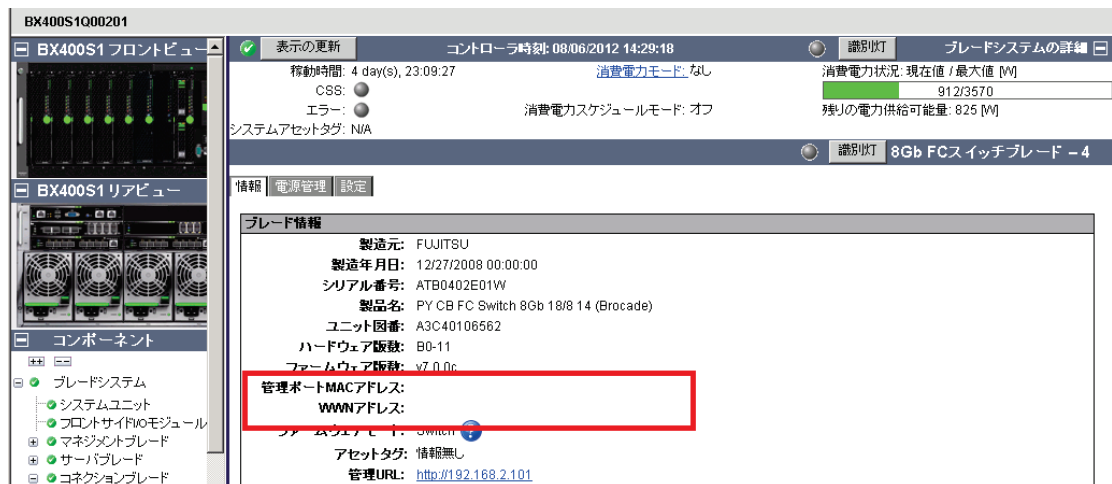 BX400S1Q00201
BX400S1 フロントビュー
表示の更新
コントローラ時刻: 08/06/2012 14:29:18
識別灯
ブレードシステムの詳細
稼動時間: 4 day(s), 23:09:27
消費電力モード: なし
消費電力状況: 現在値 / 最大値 [W]
CSS:
912/3570
エラー:
消費電力スケジュールモード: オフ
残りの電力供給可能量: 825 [W]
システムアセットタグ: N/A
識別灯
8Gb FCスイッチブレード – 4
BX400S1 リアビュー
情報
電源管理
設定
ブレード情報
製造元: FUJITSU
製造年月日: 12/27/2008 00:00:00
シリアル番号: ATB0402E01W
製品名: PY CB FC Switch 8Gb 18/8 14 (Brocade)
ユニット図番: A3C40106562
ハードウェア版数: B0-11
ファームウェア版数: v7.0.0c
管理ポートMACアドレス:
WWNアドレス:
ファームウェアモード: Switch
アセットタグ: 情報無し
管理URL: http://192.168.2.101
コンポーネント
ブレードシステム
システムユニット
フロントサイドI/Oモジュール
マネジメントブレード
サーバブレード
コネクションブレード